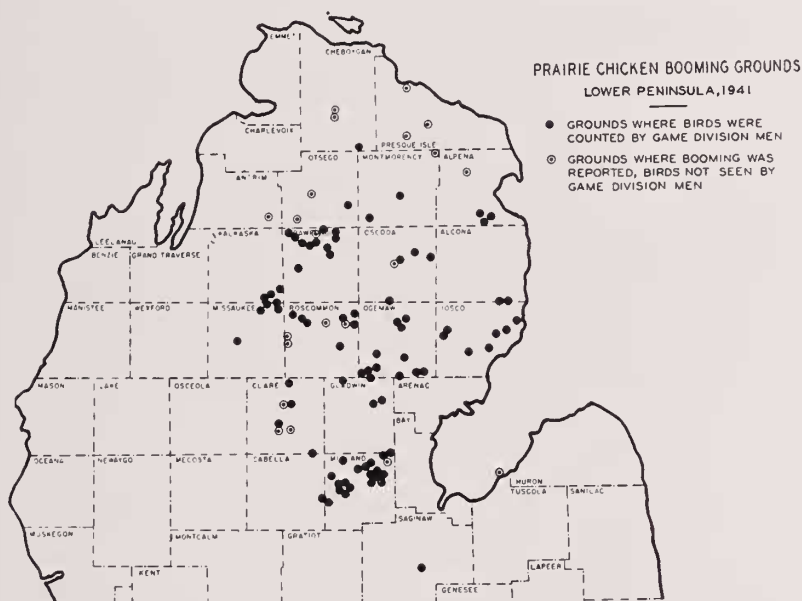 PRAIRIE CHICKEN BOOMING GROUNDS
LOWER PENINSULA, 1941
GROUNDS WHERE BIRDS WERE
COUNTED BY GAME DIVISION MEN
GROUNDS WHERE BOOMING WAS
REPORTED, BIRDS NOT SEEN BY
GAME DIVISION MEN
EMMET
CHEBOYGAN
CHARLEVOIX
PRESQUE ISLE
OTSEGO
MONTMORENCY
ALPENA
ANTRIM
KALKASKA
OSCODA
ALCONA
LEELANAU
BENZIE
GRAND TRAVERSE
MANISTEE
WEXFORD
MISSAUKEE
ROSCOMMON
OGEMAW
IOSCO
MASON
LAKE
OSCEOLA
CLARE
GLADWIN
ARENAC
BAY
OCEANA
NEWAYGO
MECOSTA
HURON
TUSCOLA
SANILAC
SAGINAW
MUSKEGON
MONTCALM
GRATIOT
KENT
LAPEER
GENESEE